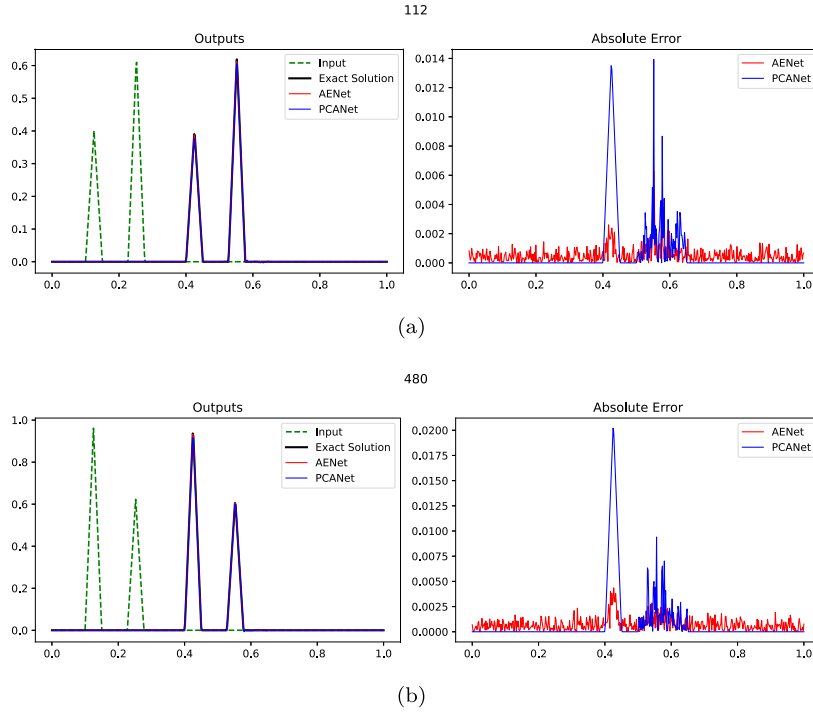 112
Outputs
Absolute Error
0.6
0.5
0.4
0.3
0.2
0.1
0.0
0.0 0.2 0.4 0.6 0.8 1.0
Input
Exact Solution
AENet
PCANet
0.014
0.012
0.010
0.008
0.006
0.004
0.002
0.000
0.0 0.2 0.4 0.6 0.8 1.0
AENet
PCANet
(a)
480
Outputs
Absolute Error
1.0
0.8
0.6
0.4
0.2
0.0
0.0 0.2 0.4 0.6 0.8 1.0
Input
Exact Solution
AENet
PCANet
0.0200
0.0175
0.0150
0.0125
0.0100
0.0075
0.0050
0.0025
0.0000
0.0 0.2 0.4 0.6 0.8 1.0
AENet
PCANet
(b)